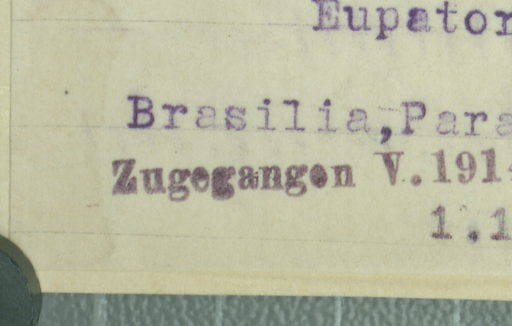 Eupator
Brasilia, Para
Zugegangen V.191
1.1